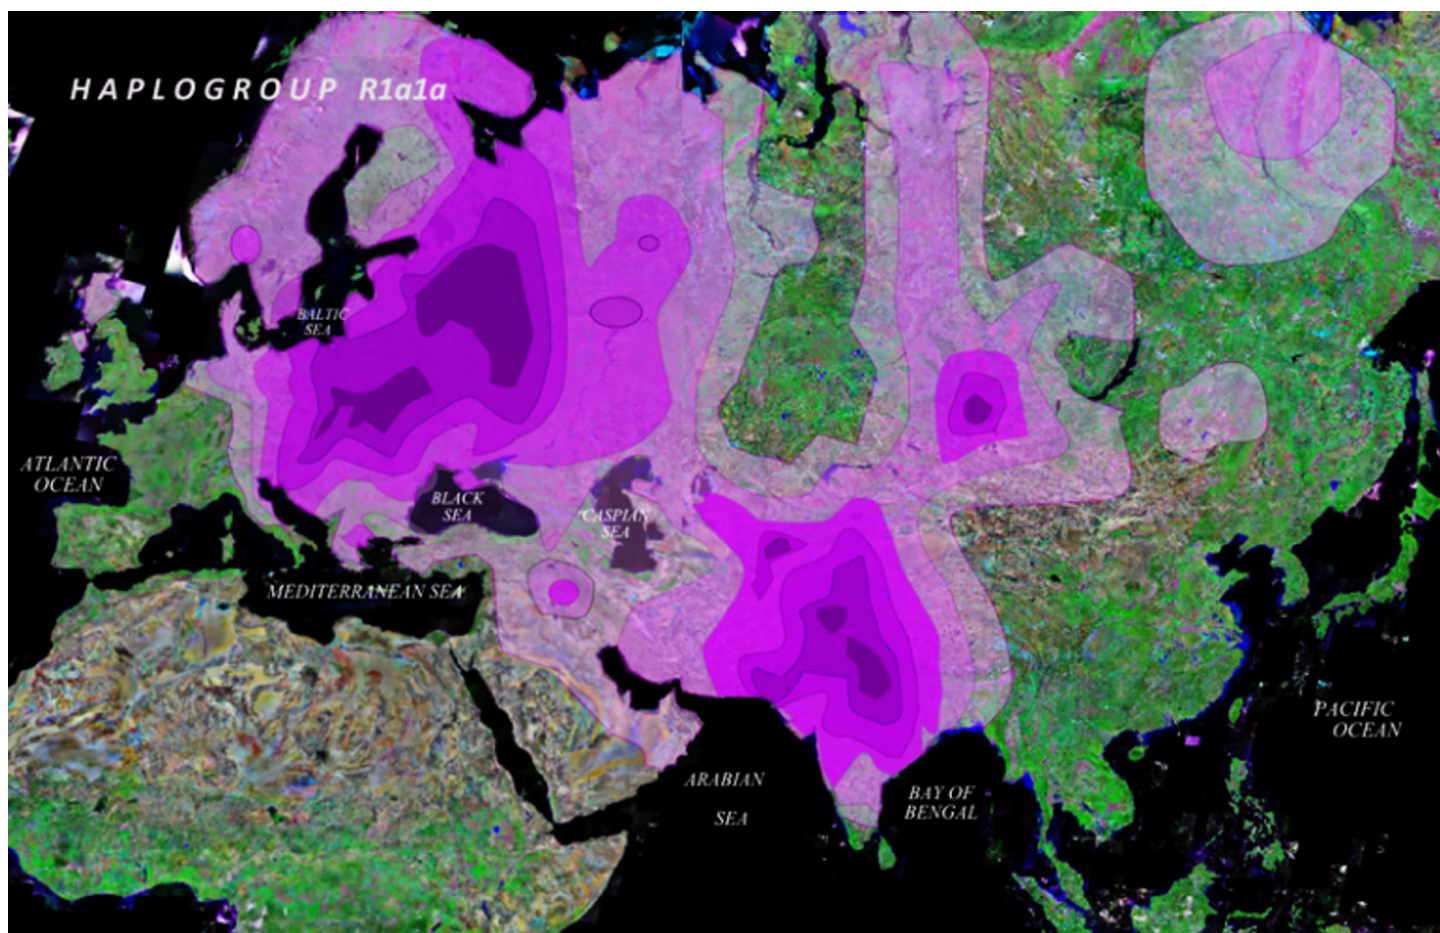 HAPLOGROUP R1a1a
BALTIC
SEA
ATLANTIC
OCEAN
BLACK
SEA
CASPIAN
SEA
MEDITERRANEAN SEA
PACIFIC
OCEAN
ARABIAN
SEA
BAY OF
BENGAL